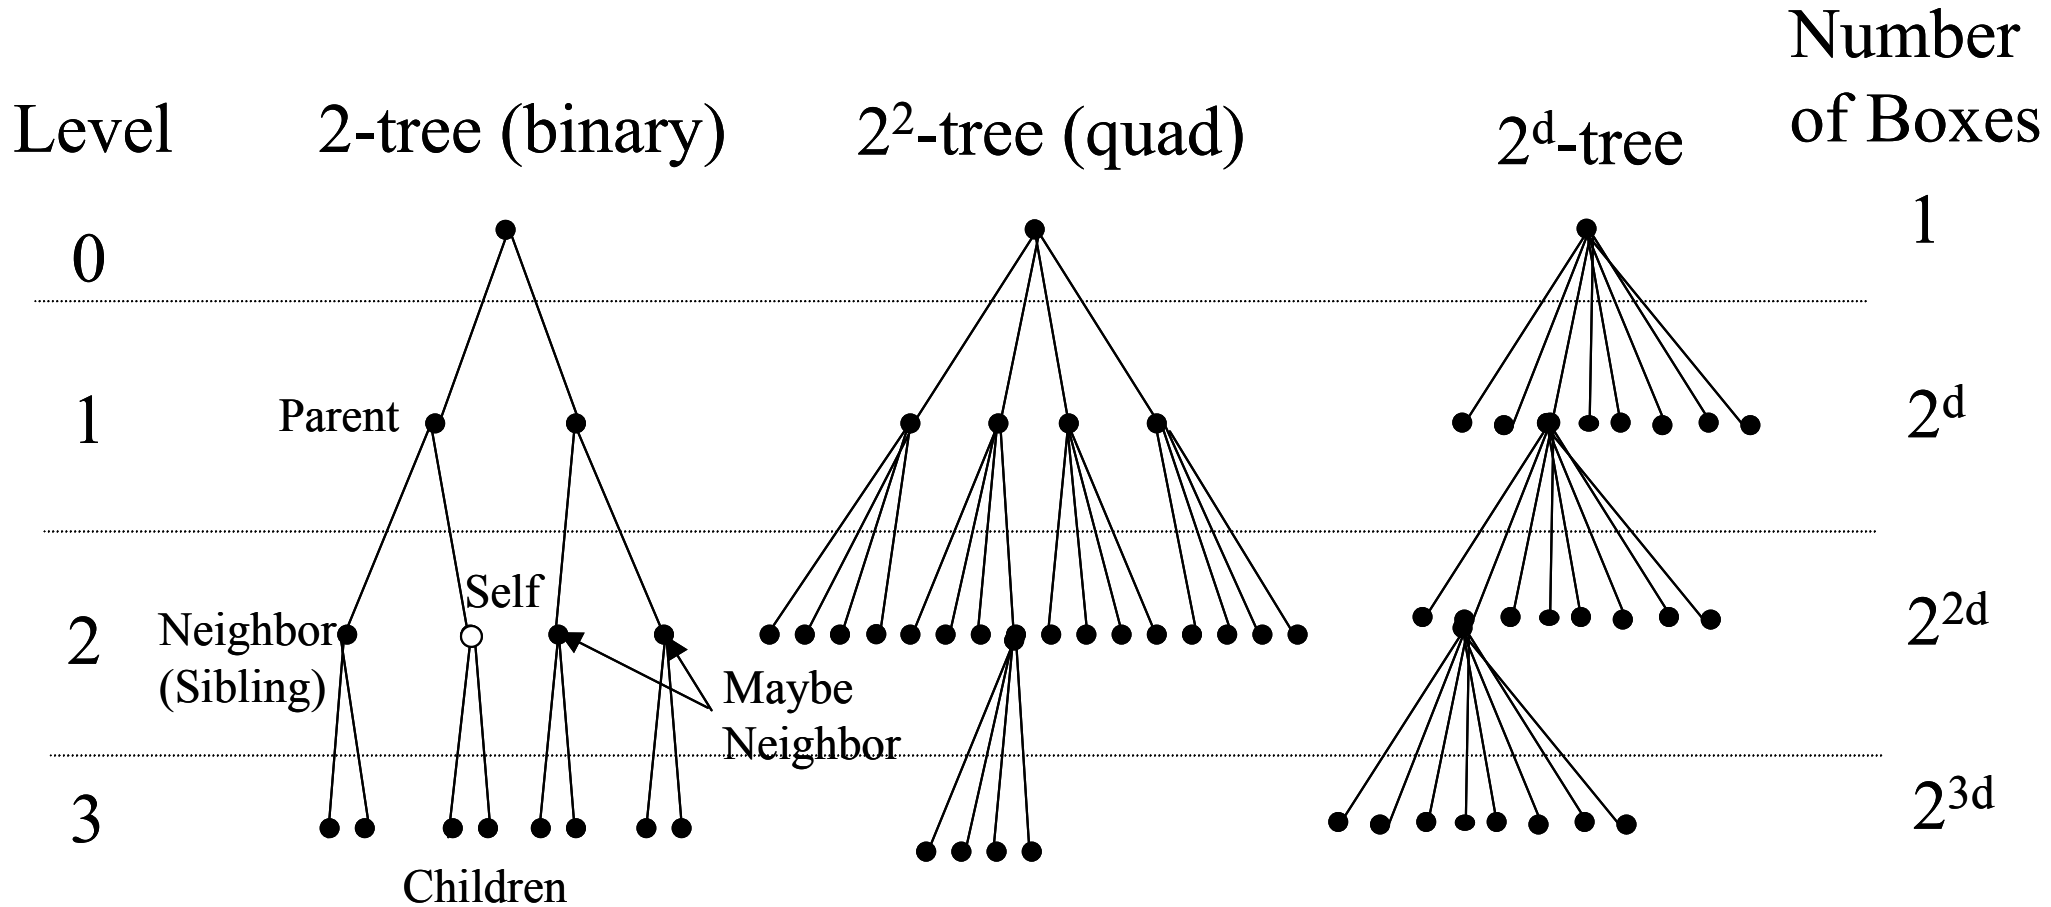 Number
of Boxes
Level
2-tree (binary)
2²-tree (quad)
2ᵈ-tree
0
1
1
Parent
2ᵈ
2
Neighbor
(Sibling)
Self
Maybe
Neighbor
2²ᵈ
3
Children
2³ᵈ